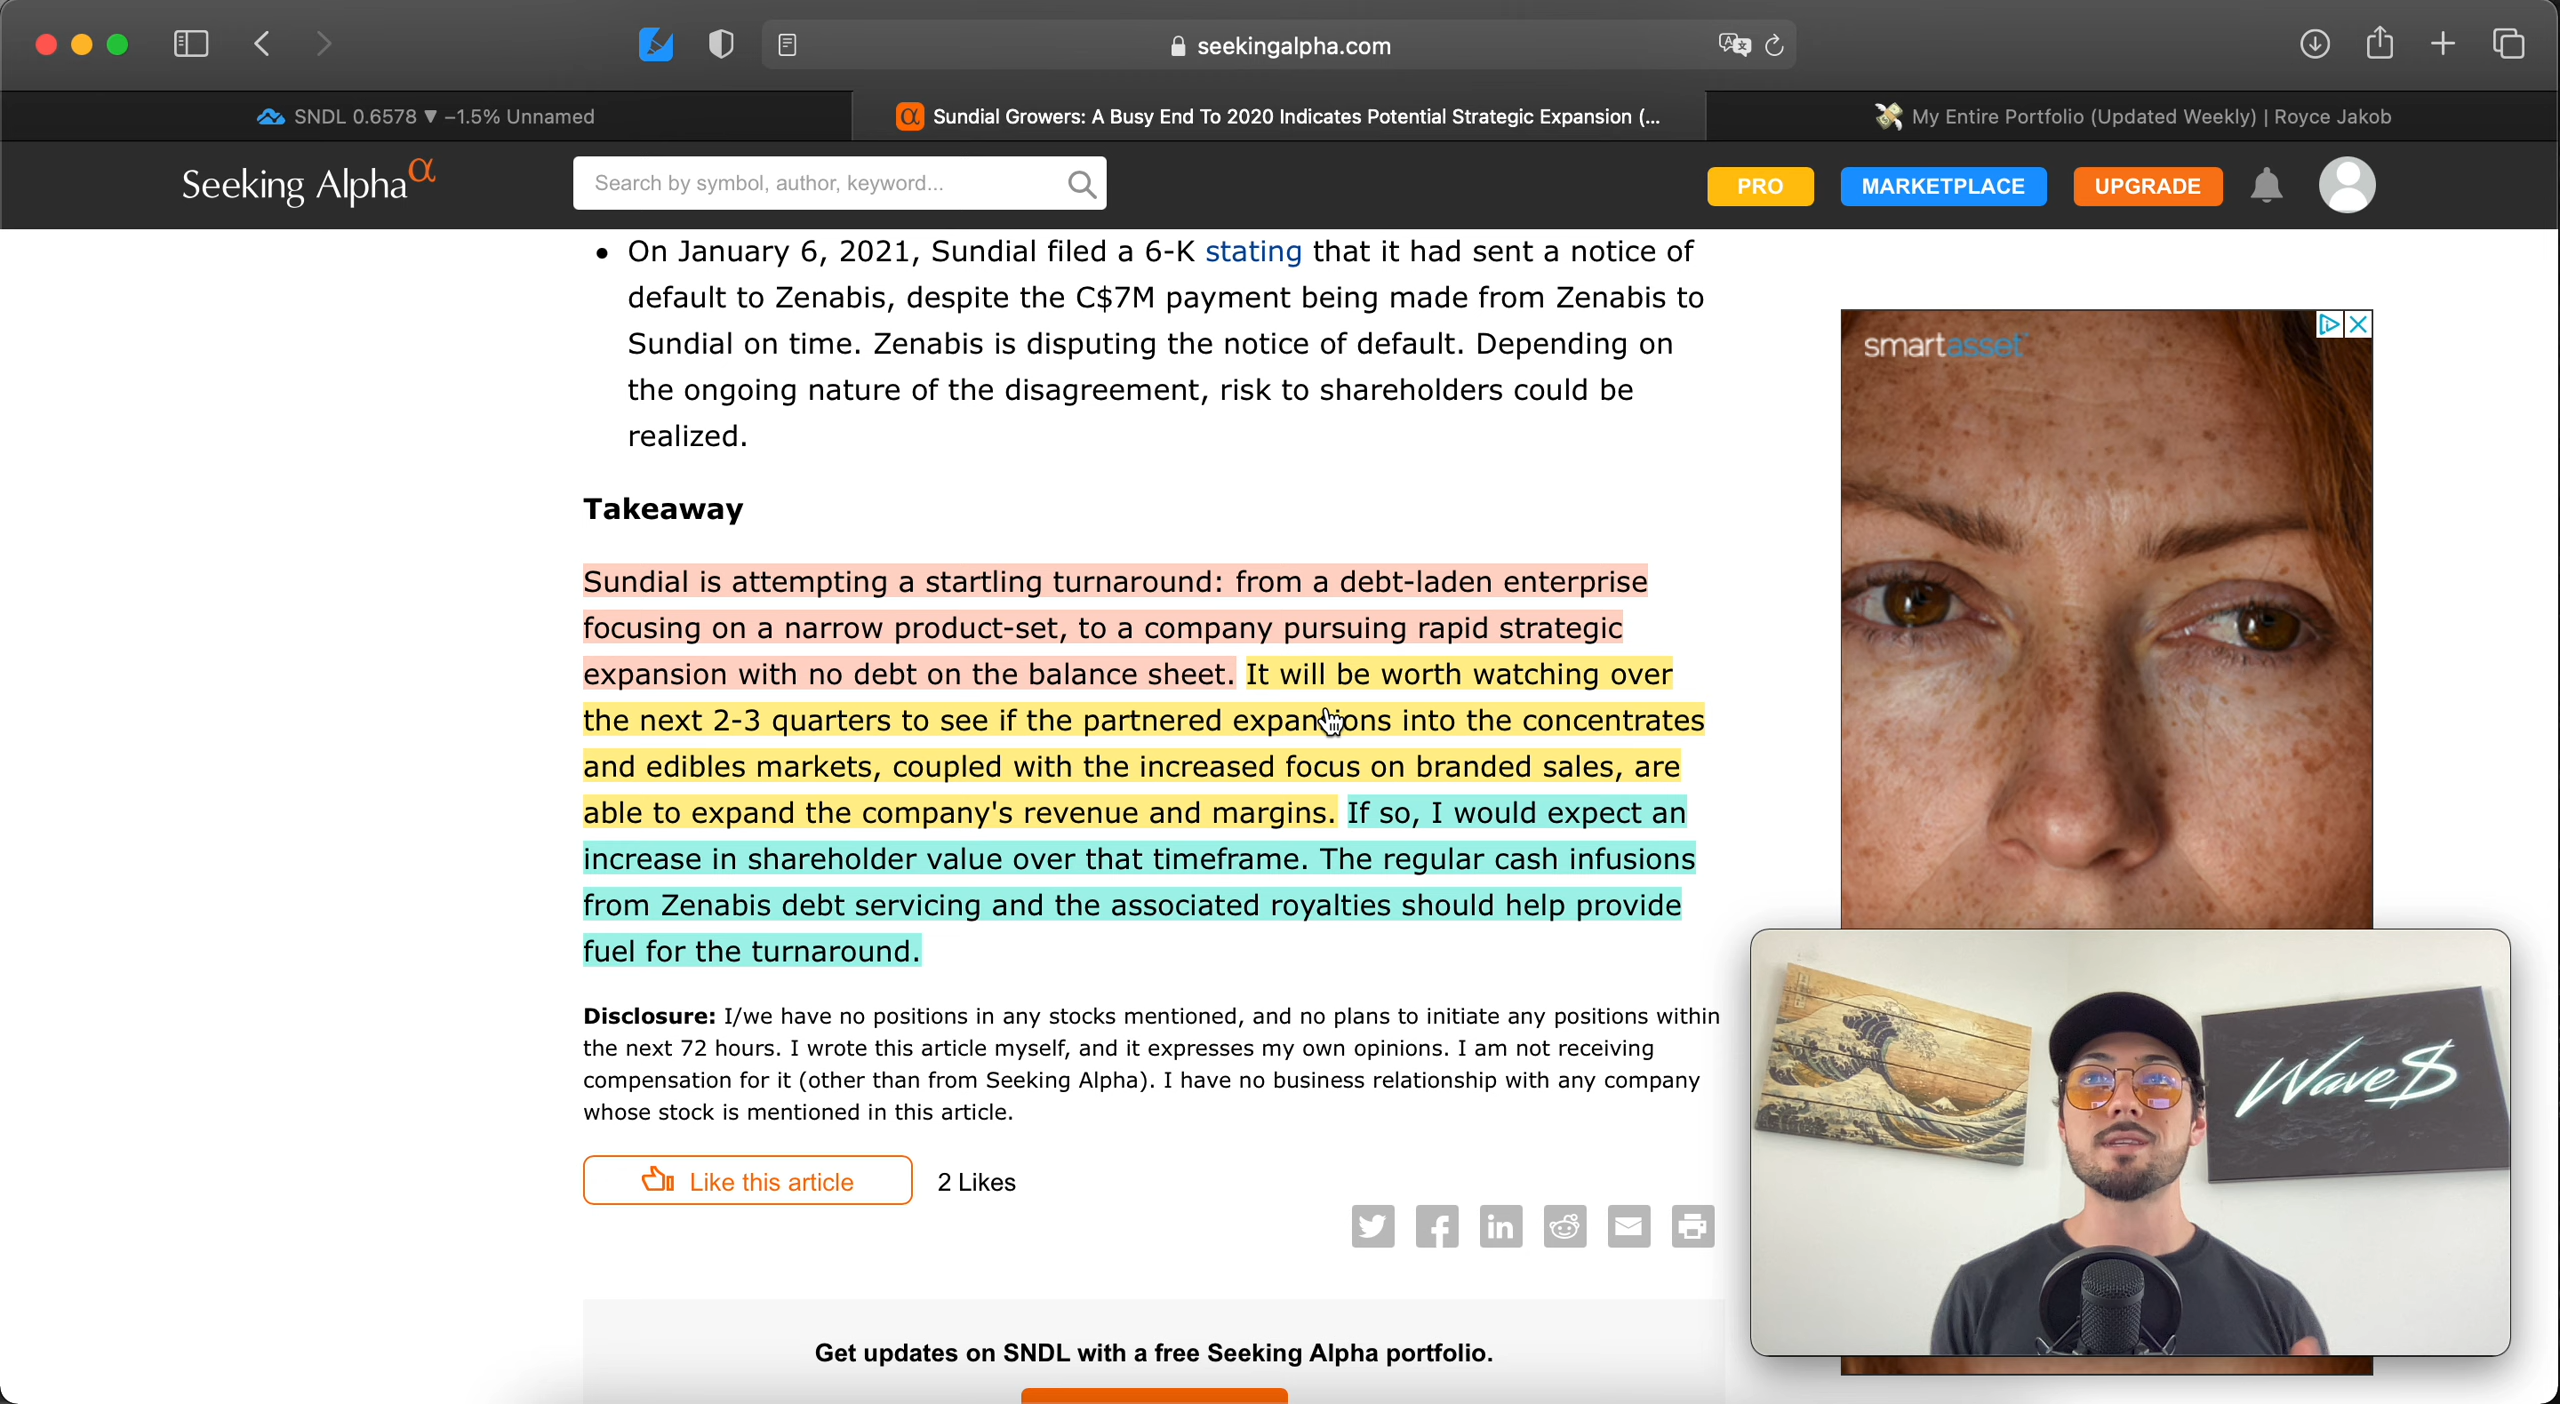 seekingalpha.com
SNDL 0.6578 ▼ −1.5% Unnamed
α Sundial Growers: A Busy End To 2020 Indicates Potential Strategic Expansion (...
My Entire Portfolio (Updated Weekly) | Royce Jakob
Seeking Alpha α
Search by symbol, author, keyword...
PRO
MARKETPLACE
UPGRADE
• On January 6, 2021, Sundial filed a 6-K stating that it had sent a notice of
default to Zenabis, despite the C$7M payment being made from Zenabis to
Sundial on time. Zenabis is disputing the notice of default. Depending on
the ongoing nature of the disagreement, risk to shareholders could be
realized.
Takeaway
Sundial is attempting a startling turnaround: from a debt-laden enterprise
focusing on a narrow product-set, to a company pursuing rapid strategic
expansion with no debt on the balance sheet. It will be worth watching over
the next 2-3 quarters to see if the partnered expansions into the concentrates
and edibles markets, coupled with the increased focus on branded sales, are
able to expand the company's revenue and margins. If so, I would expect an
increase in shareholder value over that timeframe. The regular cash infusions
from Zenabis debt servicing and the associated royalties should help provide
fuel for the turnaround.
Disclosure: I/we have no positions in any stocks mentioned, and no plans to initiate any positions within
the next 72 hours. I wrote this article myself, and it expresses my own opinions. I am not receiving
compensation for it (other than from Seeking Alpha). I have no business relationship with any company
whose stock is mentioned in this article.
Like this article
2 Likes
Get updates on SNDL with a free Seeking Alpha portfolio.
smartasset
Wave$